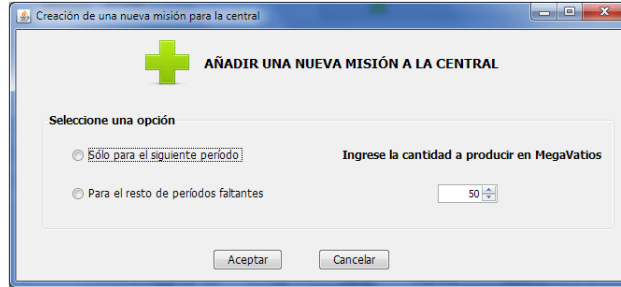 Creación de una nueva misión para la central
AÑADIR UNA NUEVA MISIÓN A LA CENTRAL
Seleccione una opción
Sólo para el siguiente período
Ingrese la cantidad a producir en MegaVatios
Para el resto de períodos faltantes
50
Aceptar
Cancelar